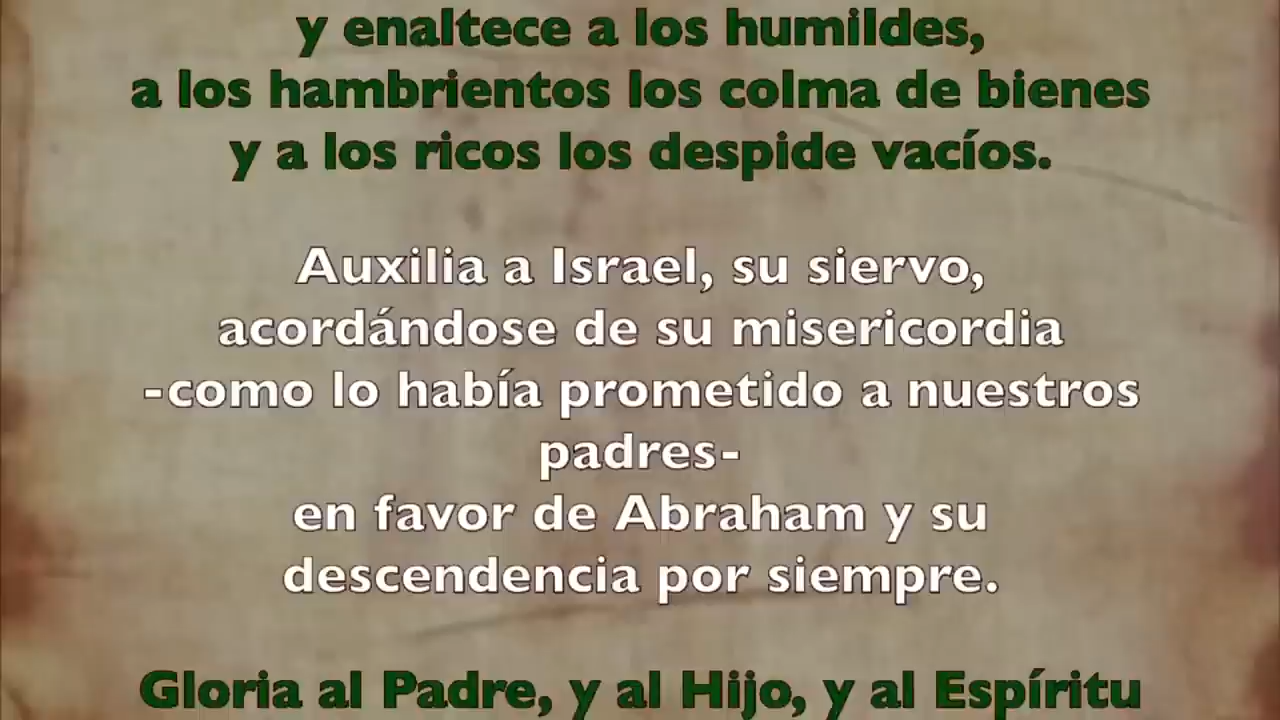 y enaltece a los humildes,
a los hambrientos los colma de bienes
y a los ricos los despide vacíos.
Auxilia a Israel, su siervo,
acordándose de su misericordia
-como lo había prometido a nuestros
padres-
en favor de Abraham y su
descendencia por siempre.
Gloria al Padre, y al Hijo, y al Espíritu